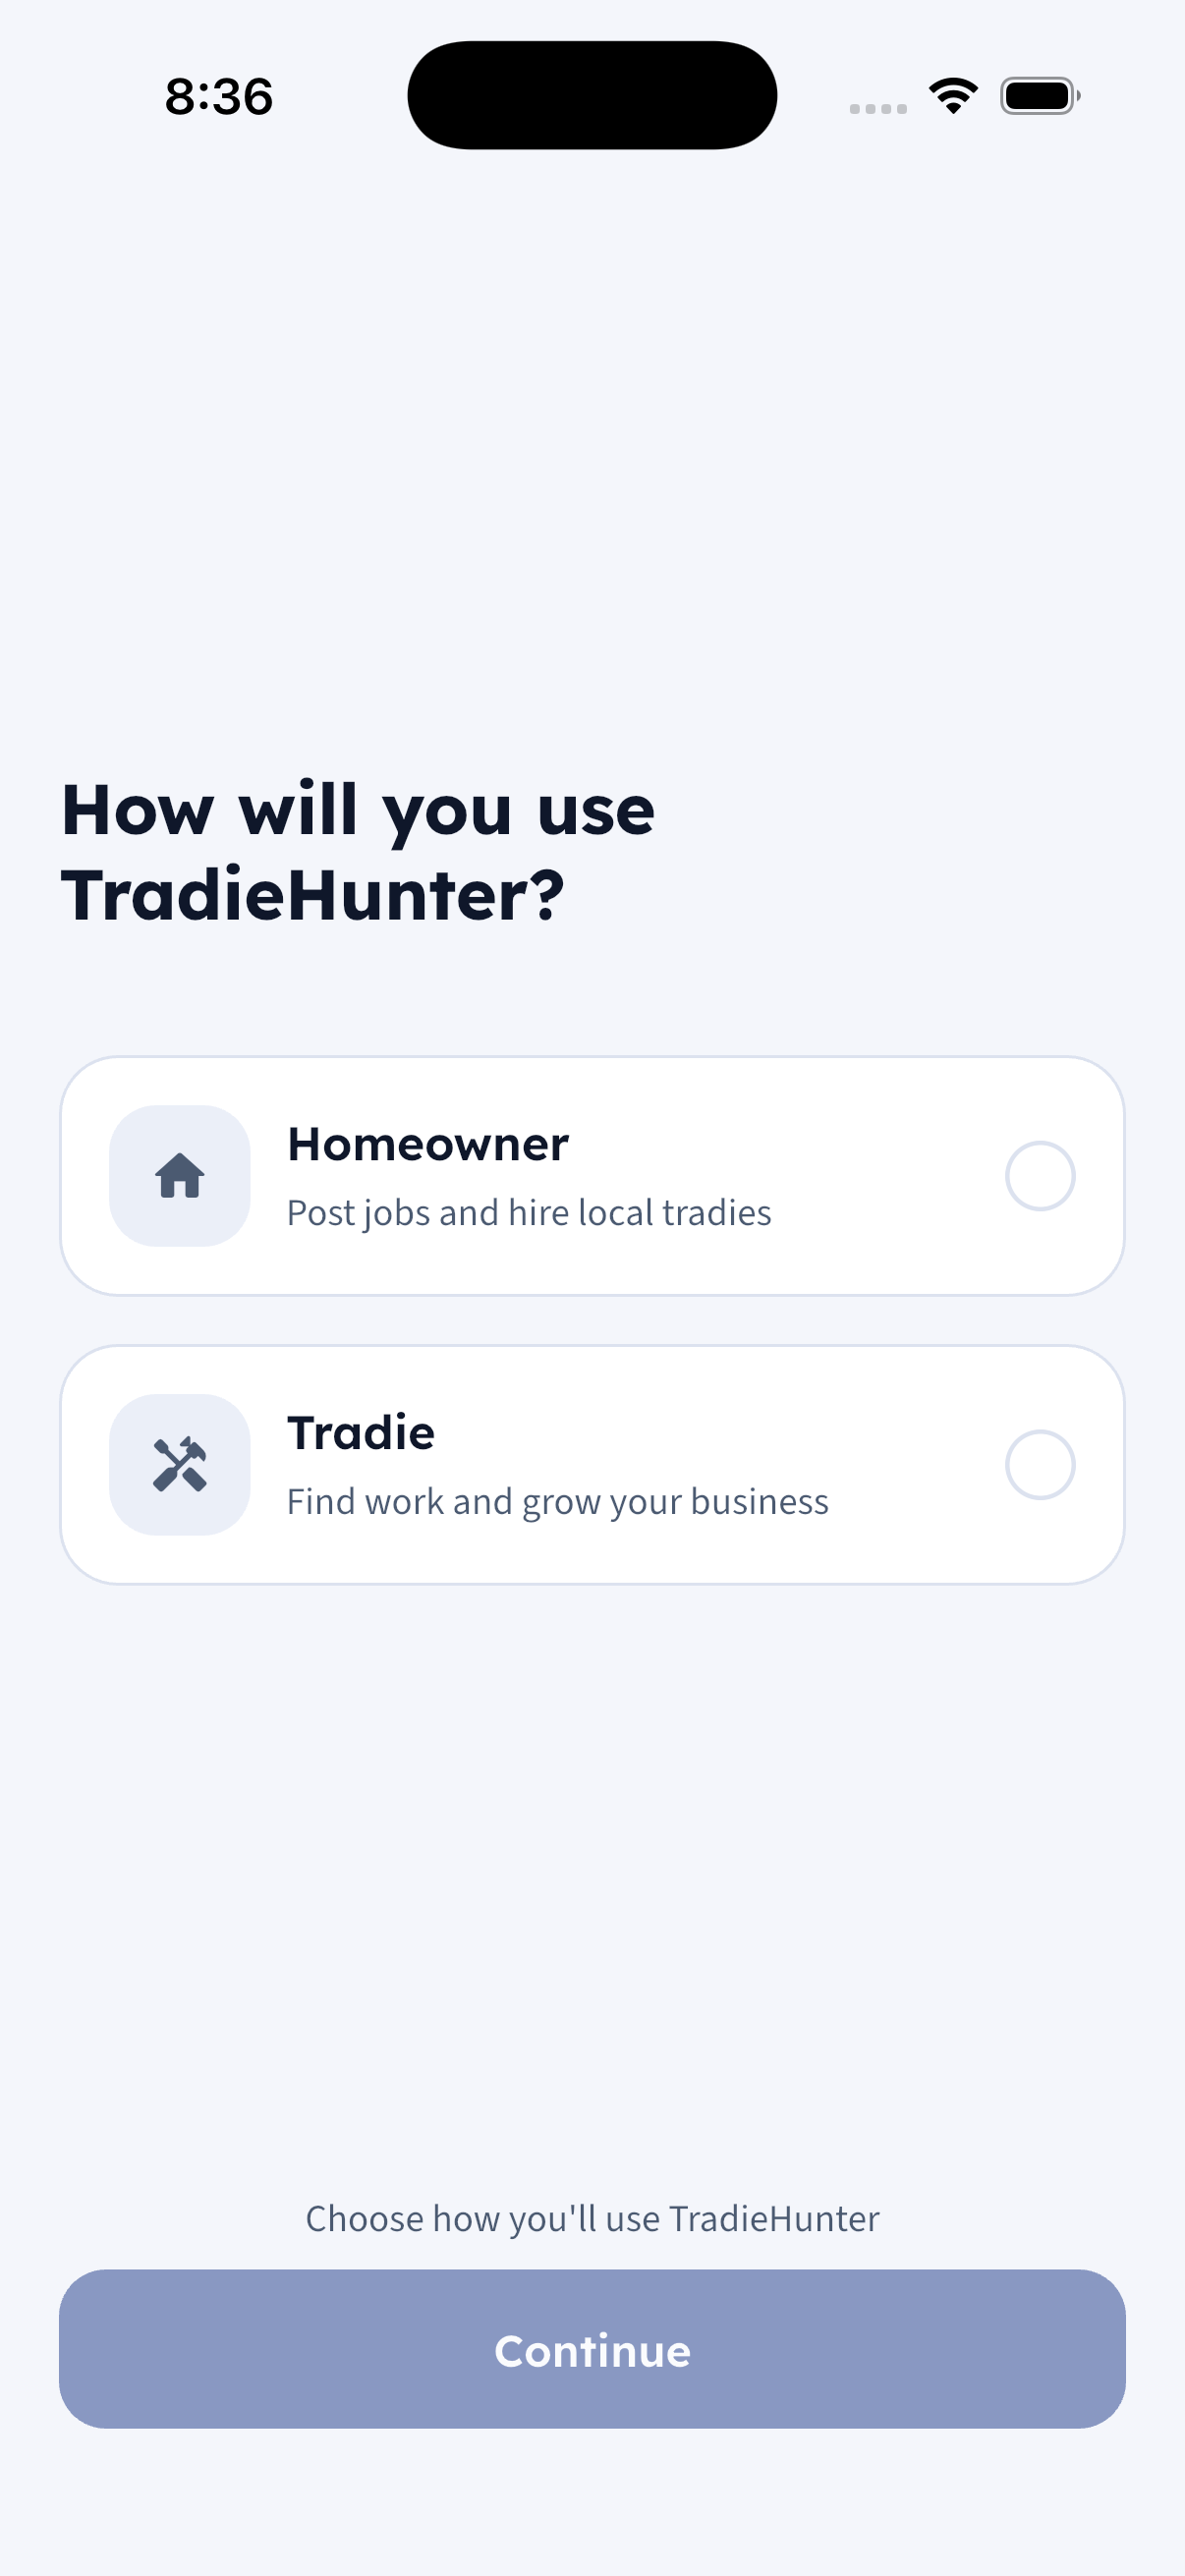 8:36
How will you use
TradieHunter?
Homeowner
Post jobs and hire local tradies
Tradie
Find work and grow your business
Choose how you'll use TradieHunter
Continue